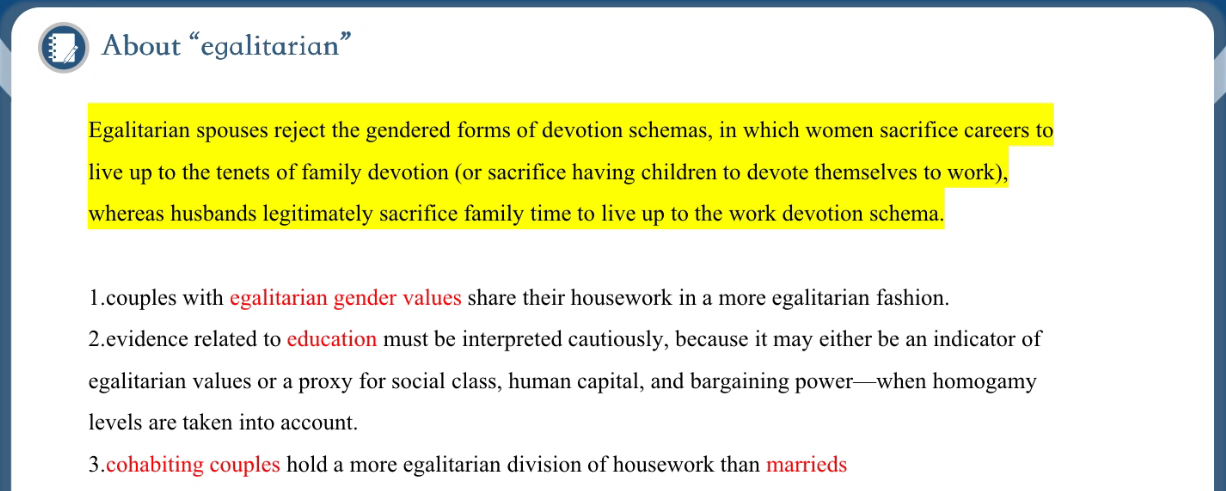 About “egalitarian”
Egalitarian spouses reject the gendered forms of devotion schemas, in which women sacrifice careers to
live up to the tenets of family devotion (or sacrifice having children to devote themselves to work),
whereas husbands legitimately sacrifice family time to live up to the work devotion schema.
1.couples with egalitarian gender values share their housework in a more egalitarian fashion.
2.evidence related to education must be interpreted cautiously, because it may either be an indicator of
egalitarian values or a proxy for social class, human capital, and bargaining power—when homogamy
levels are taken into account.
3.cohabiting couples hold a more egalitarian division of housework than marrieds